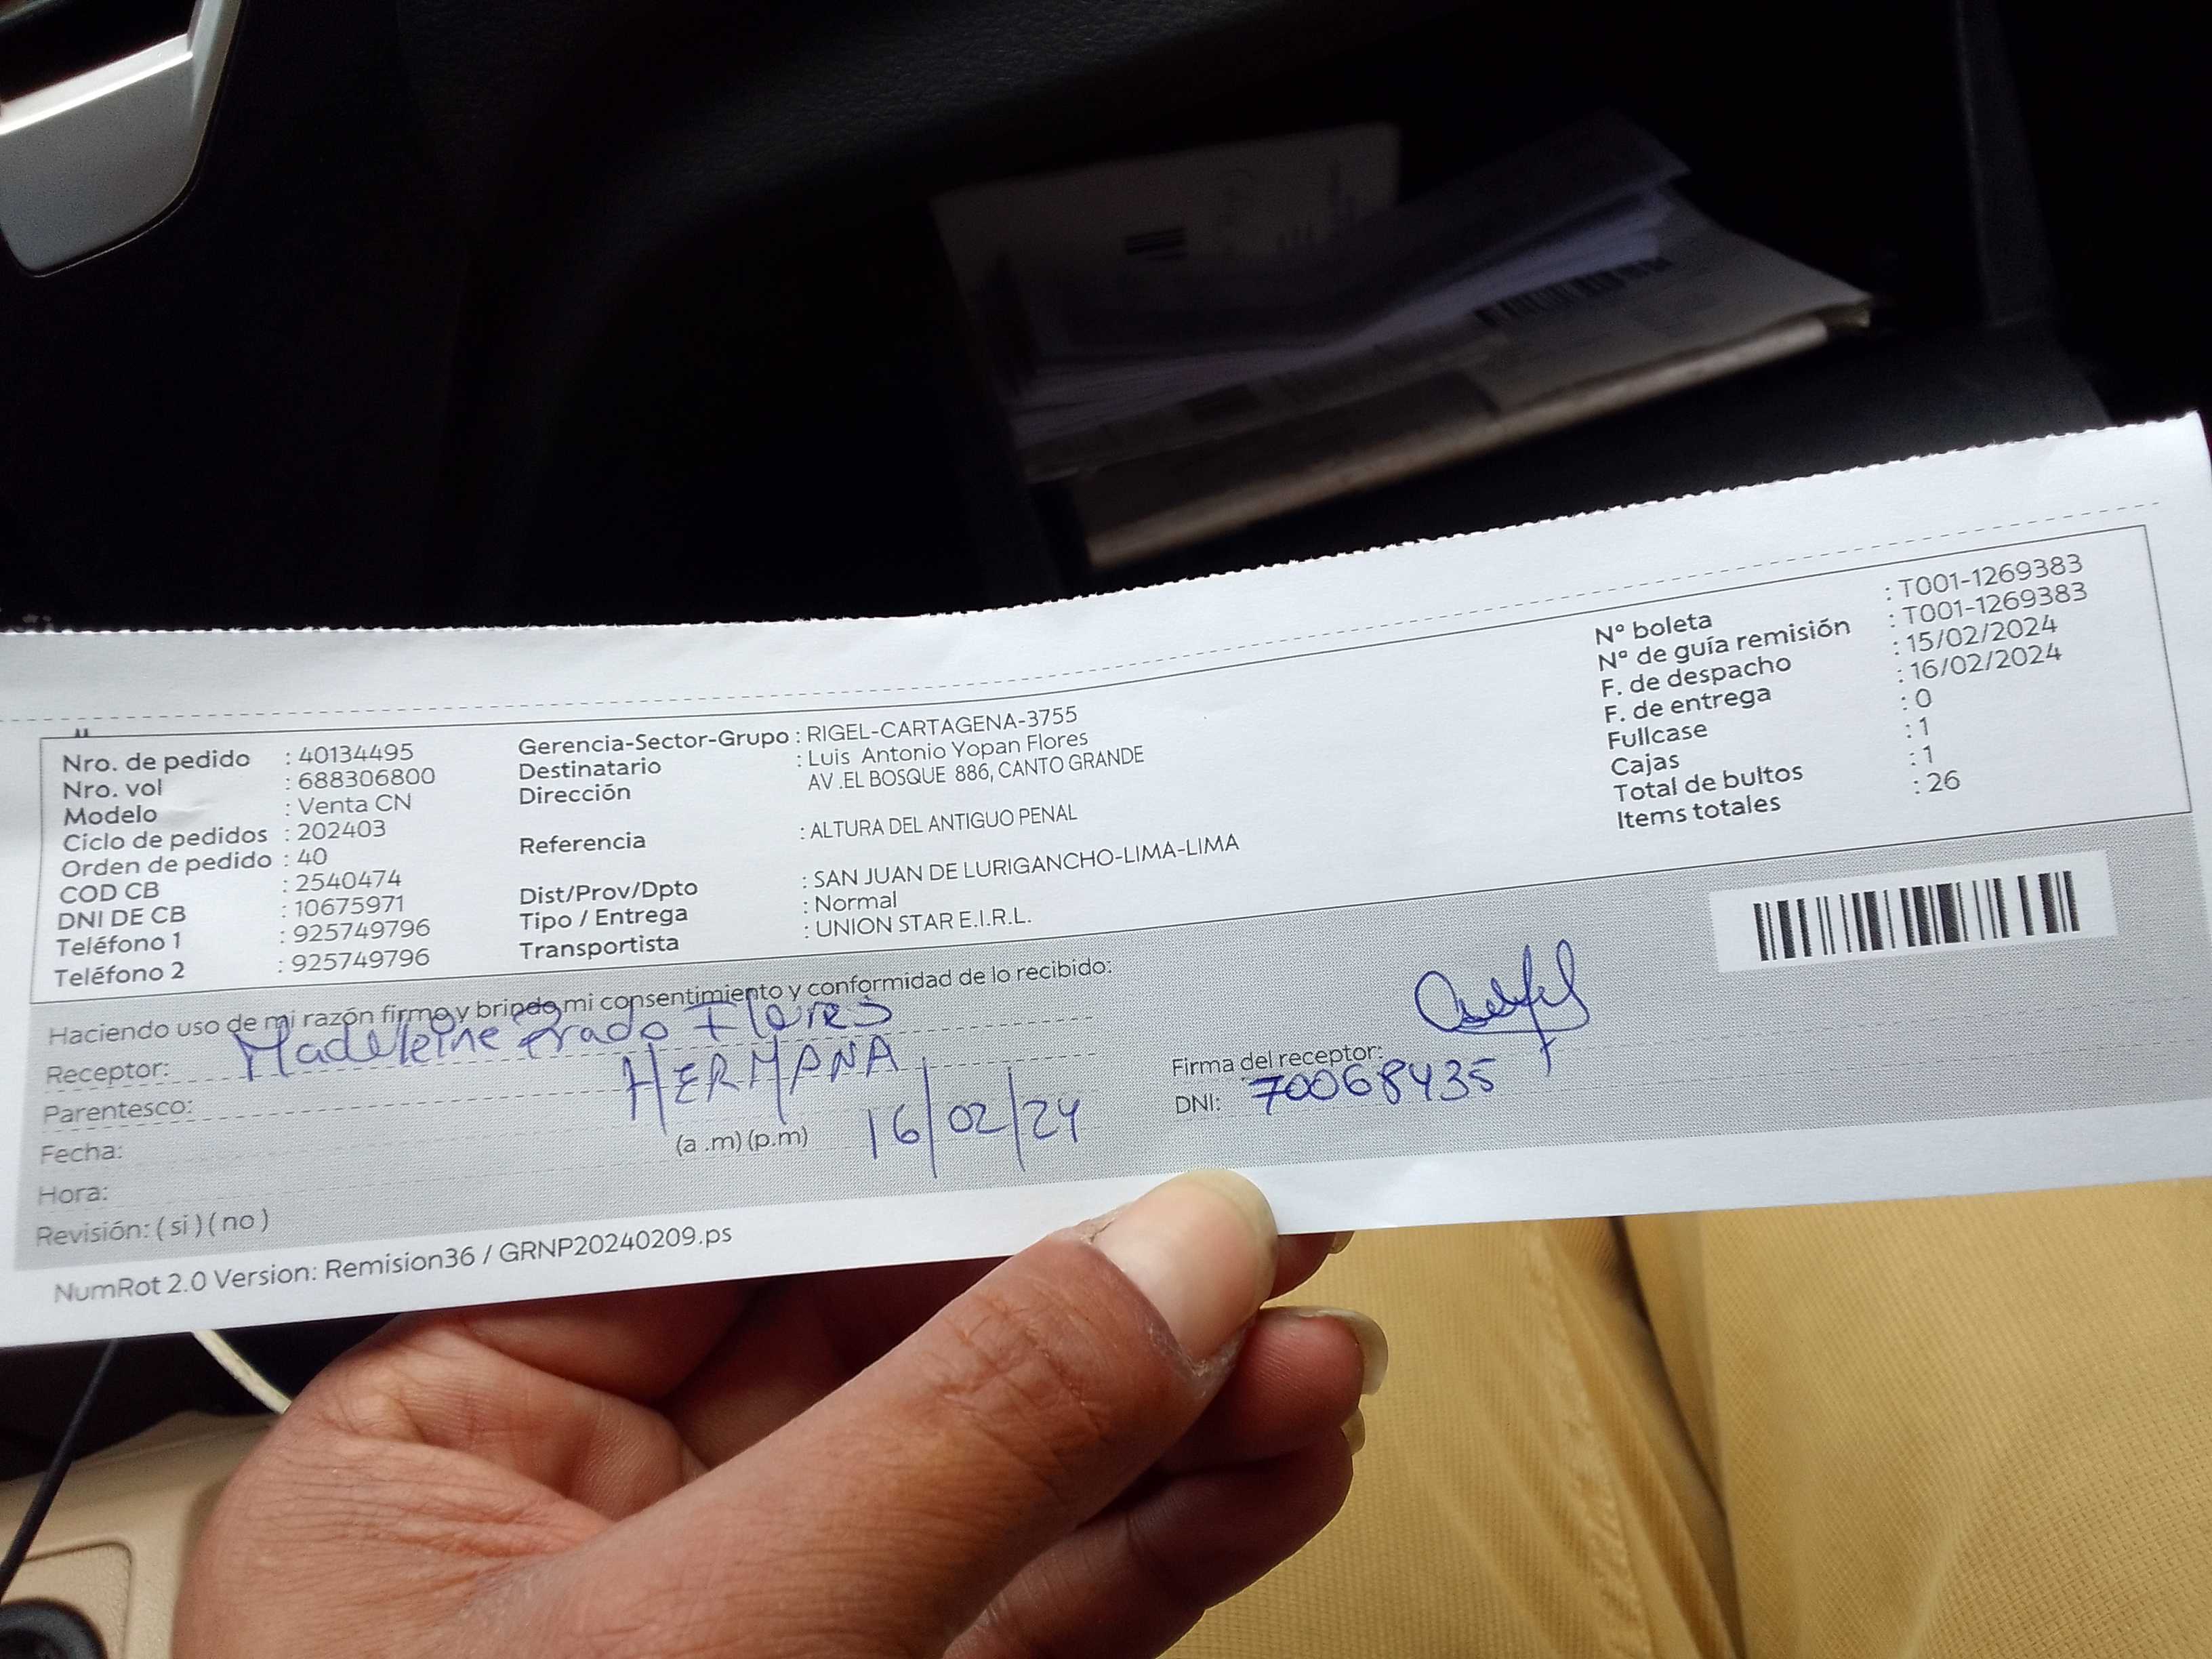 Nro. de pedido : 40134495
Nro. vol : 688306800
Modelo : Venta CN
Ciclo de pedidos : 202403
Orden de pedido : 40
COD CB : 2540474
DNI DE CB : 10675971
Teléfono 1 : 925749796
Teléfono 2 : 925749796
Gerencia-Sector-Grupo : RIGEL-CARTAGENA-3755
Destinatario : Luis Antonio Yopan Flores
Dirección AV .EL BOSQUE 886, CANTO GRANDE
Referencia : ALTURA DEL ANTIGUO PENAL
Dist/Prov/Dpto : SAN JUAN DE LURIGANCHO-LIMA-LIMA
Tipo / Entrega : Normal
Transportista : UNION STAR E.I.R.L.
Nº boleta : T001-1269383
Nº de guía remisión : T001-1269383
F. de despacho : 15/02/2024
F. de entrega : 16/02/2024
Fullcase : 0
Cajas : 1
Total de bultos : 1
Items totales : 26
Haciendo uso de mi razón firmo y brindo mi consentimiento y conformidad de lo recibido:
Receptor: Madeleine Prado Flores
Parentesco: HERMANA
Fecha: 16/02/24
Hora: (a .m) (p.m)
Revisión: ( si ) ( no )
Firma del receptor:
DNI: 70068435
NumRot 2.0 Version: Remision36 / GRNP20240209.ps